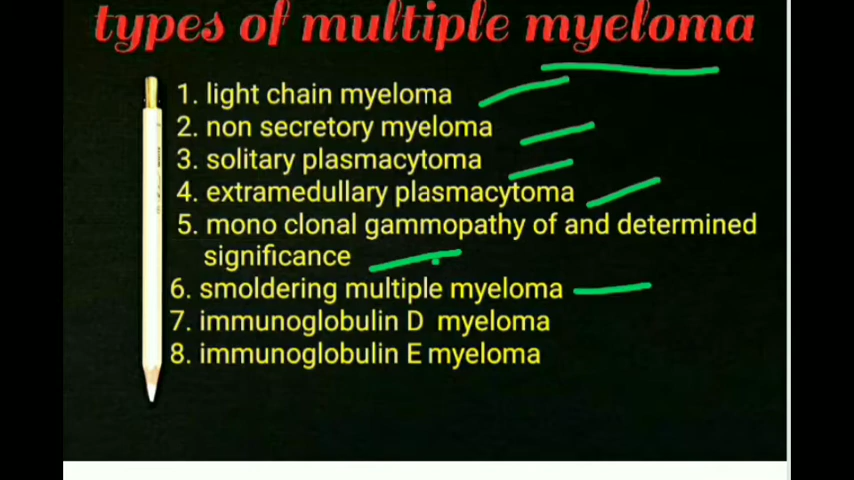 types of multiple myeloma
1. light chain myeloma
2. non secretory myeloma
3. solitary plasmacytoma
4. extramedullary plasmacytoma
5. mono clonal gammopathy of and determined
significance
6. smoldering multiple myeloma
7. immunoglobulin D myeloma
8. immunoglobulin E myeloma